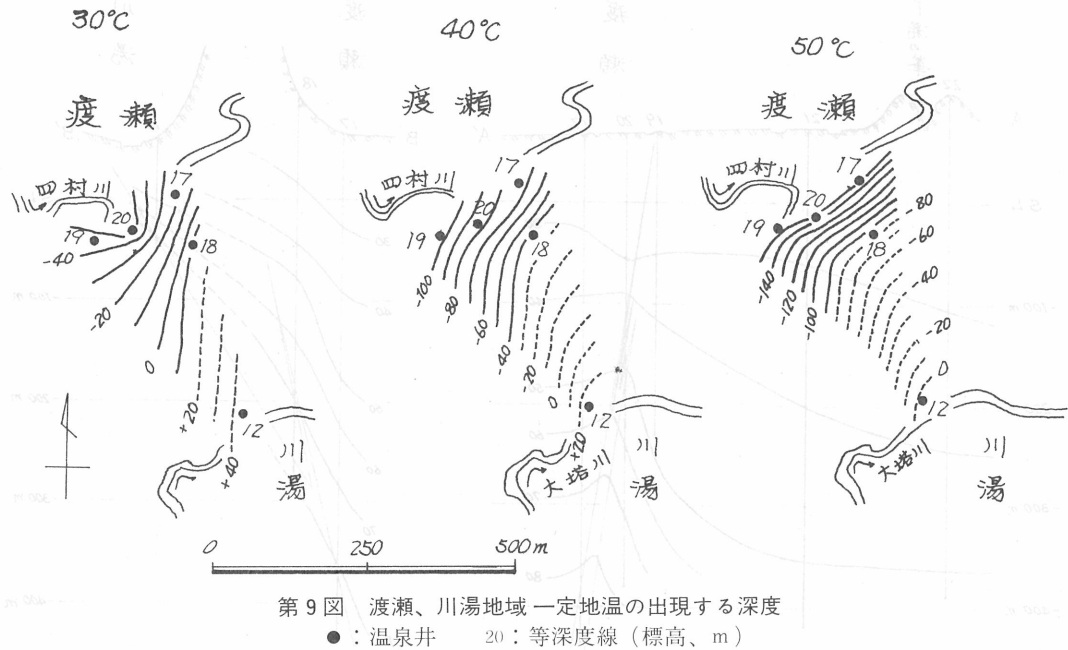 30℃
渡瀬
四村川
17
20
19
18
-40
-20
0
+20
+40
12
川湯
40℃
渡瀬
四村川
17
20
19
18
-100
-80
-60
-40
-20
0
+20
12
大塔川
川湯
50℃
渡瀬
四村川
17
20
19
18
-140
-120
-100
-80
-60
-40
-20
0
12
大塔川
川湯
0 250 500m
第9図 渡瀬、川湯地域一定地温の出現する深度
●：温泉井 20：等深度線（標高、m）